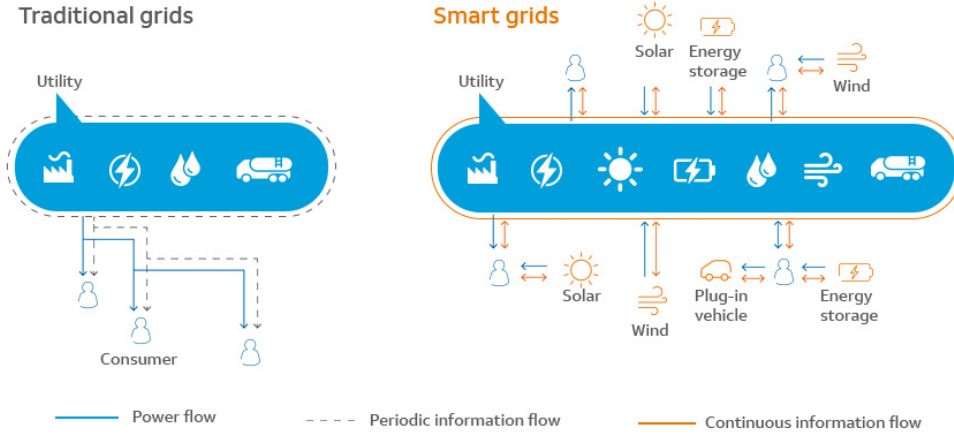 Traditional grids
Utility
Consumer
Smart grids
Utility
Solar
Energy
storage
Wind
Solar
Wind
Plug-in
vehicle
Energy
storage
Power flow
Periodic information flow
Continuous information flow